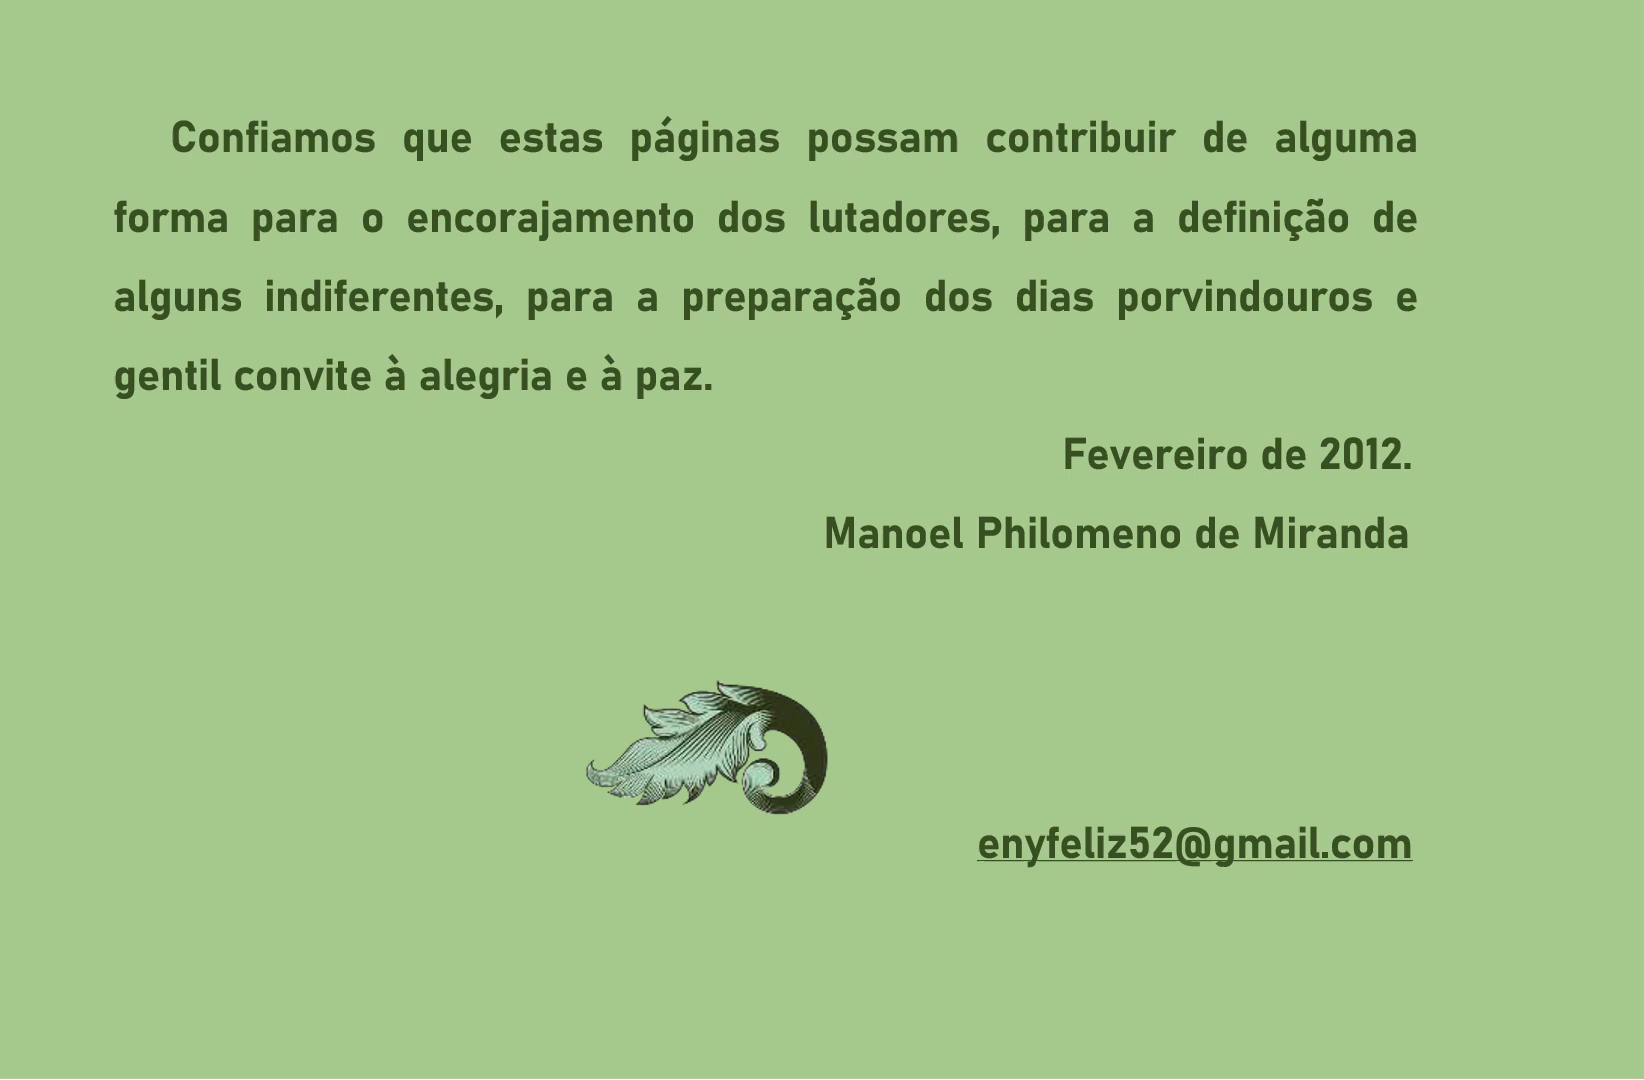 Confiamos que estas páginas possam contribuir de alguma
forma para o encorajamento dos lutadores, para a definição de
alguns indiferentes, para a preparação dos dias porvindouros e
gentil convite à alegria e à paz.
Fevereiro de 2012.
Manoel Philomeno de Miranda
enyfeliz52@gmail.com